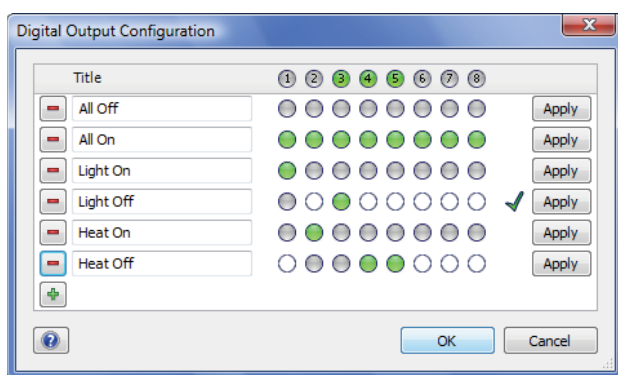 Digital Output Configuration
Title 1 2 3 4 5 6 7 8
All Off Apply
All On Apply
Light On Apply
Light Off Apply
Heat On Apply
Heat Off Apply
? OK Cancel